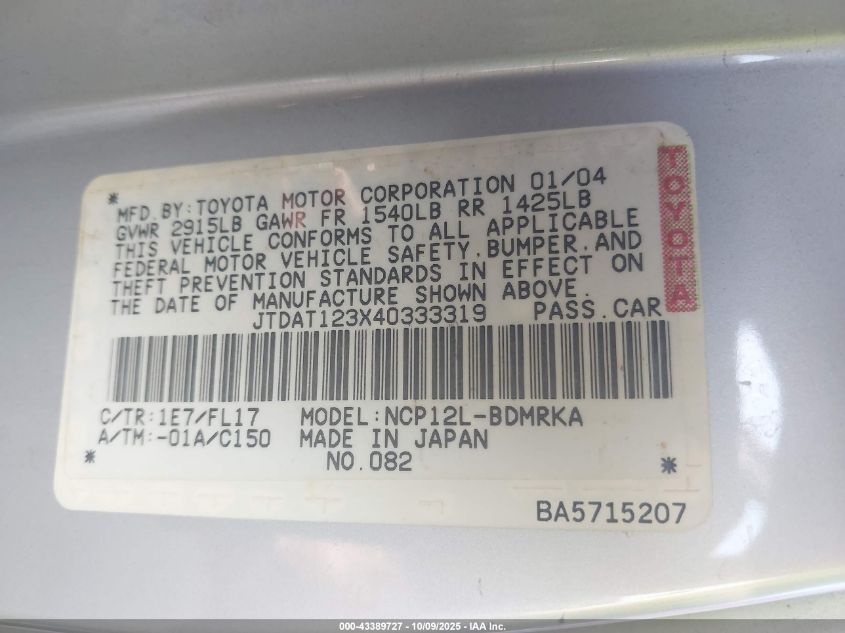 * MFD.BY:TOYOTA MOTOR CORPORATION 01/04
GVWR 2915LB GAWR FR 1540LB RR 1425LB
THIS VEHICLE CONFORMS TO ALL APPLICABLE
FEDERAL MOTOR VEHICLE SAFETY,BUMPER,AND
THEFT PREVENTION STANDARDS IN EFFECT ON
THE DATE OF MANUFACTURE SHOWN ABOVE.
JTDAT123X40333319 PASS.CAR
TOYOTA
C/TR:1E7/FL17 MODEL:NCP12L-BDMRKA
A/TM:-01A/C150 MADE IN JAPAN
* NO.082 *
BA5715207
000-43389727 - 10/09/2025 - IAA Inc.